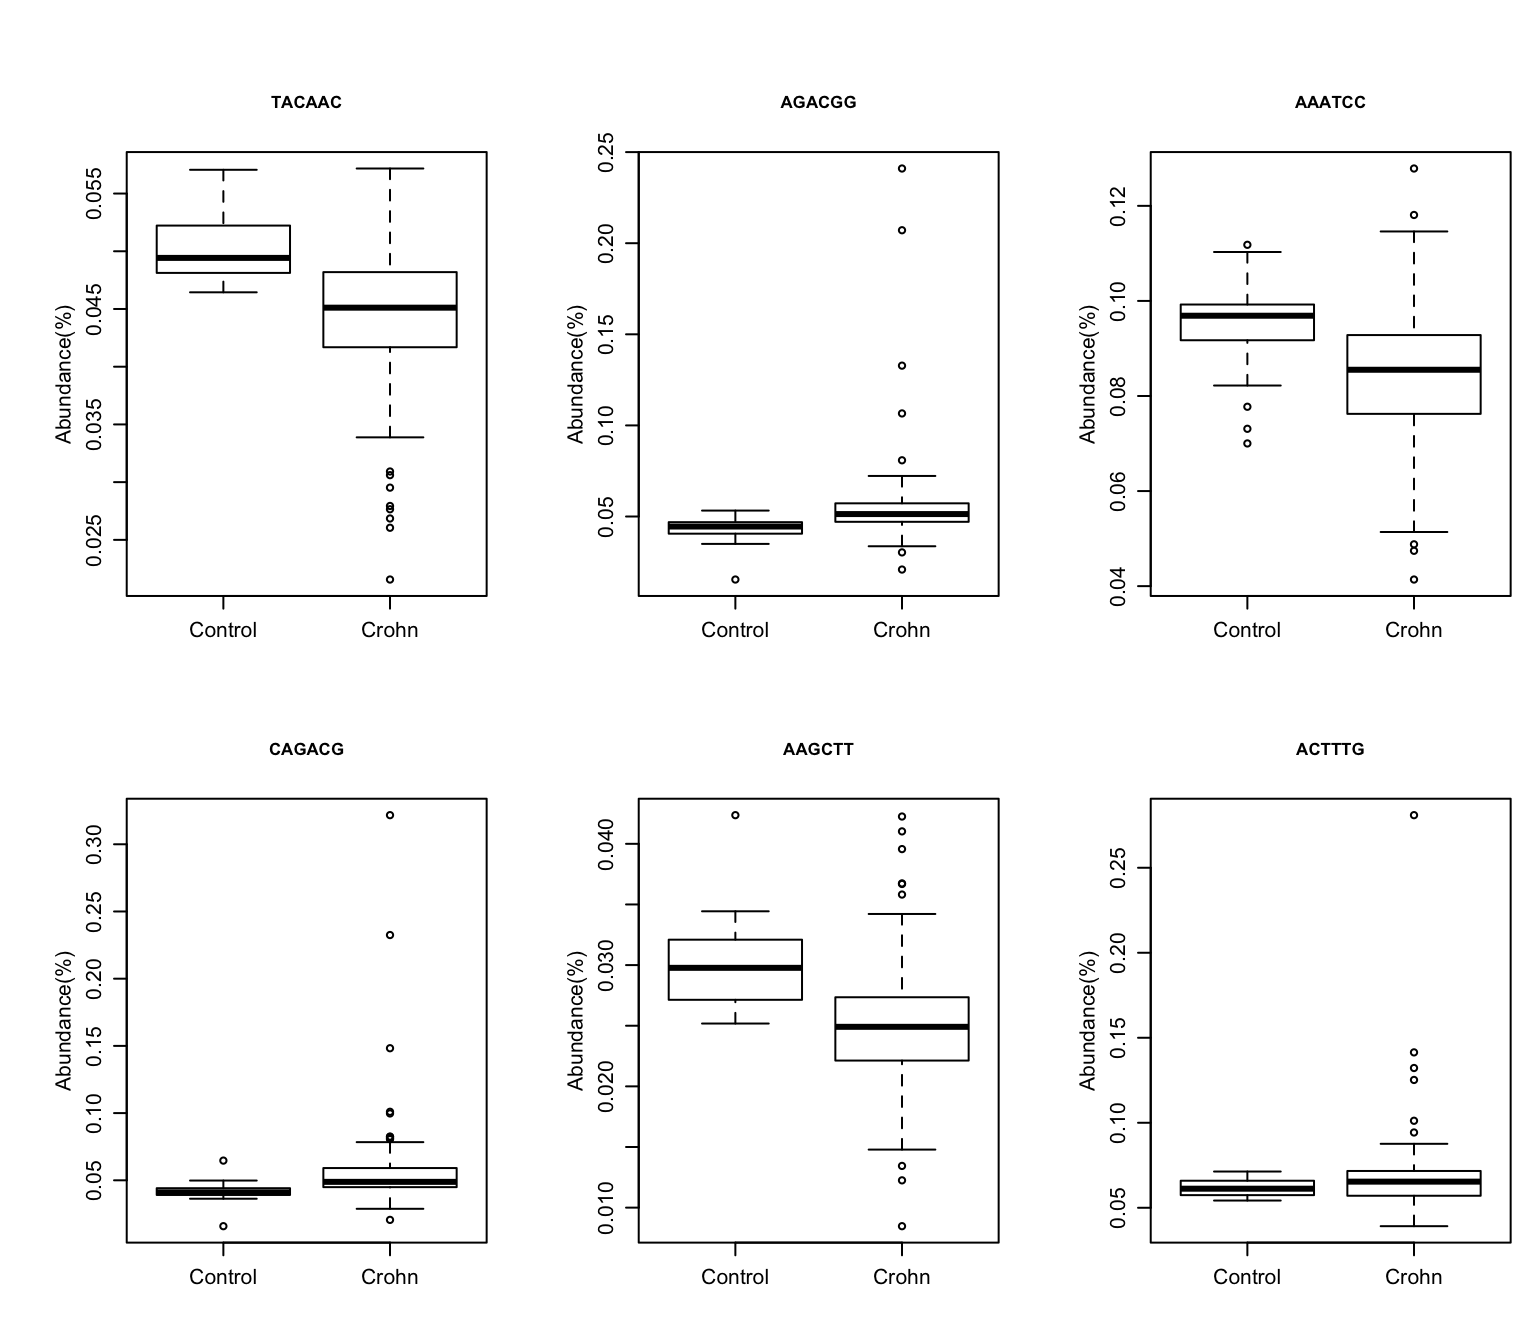 TACAAC
AGACGG
AAATCC
Abundance(%)
0.055
0.045
0.035
0.025
Control
Crohn
Abundance(%)
0.25
0.20
0.15
0.10
0.05
Control
Crohn
Abundance(%)
0.12
0.10
0.08
0.06
0.04
Control
Crohn
CAGACG
AAGCTT
ACTTTG
Abundance(%)
0.30
0.25
0.20
0.15
0.10
0.05
Control
Crohn
Abundance(%)
0.040
0.030
0.020
0.010
Control
Crohn
Abundance(%)
0.25
0.20
0.15
0.10
0.05
Control
Crohn